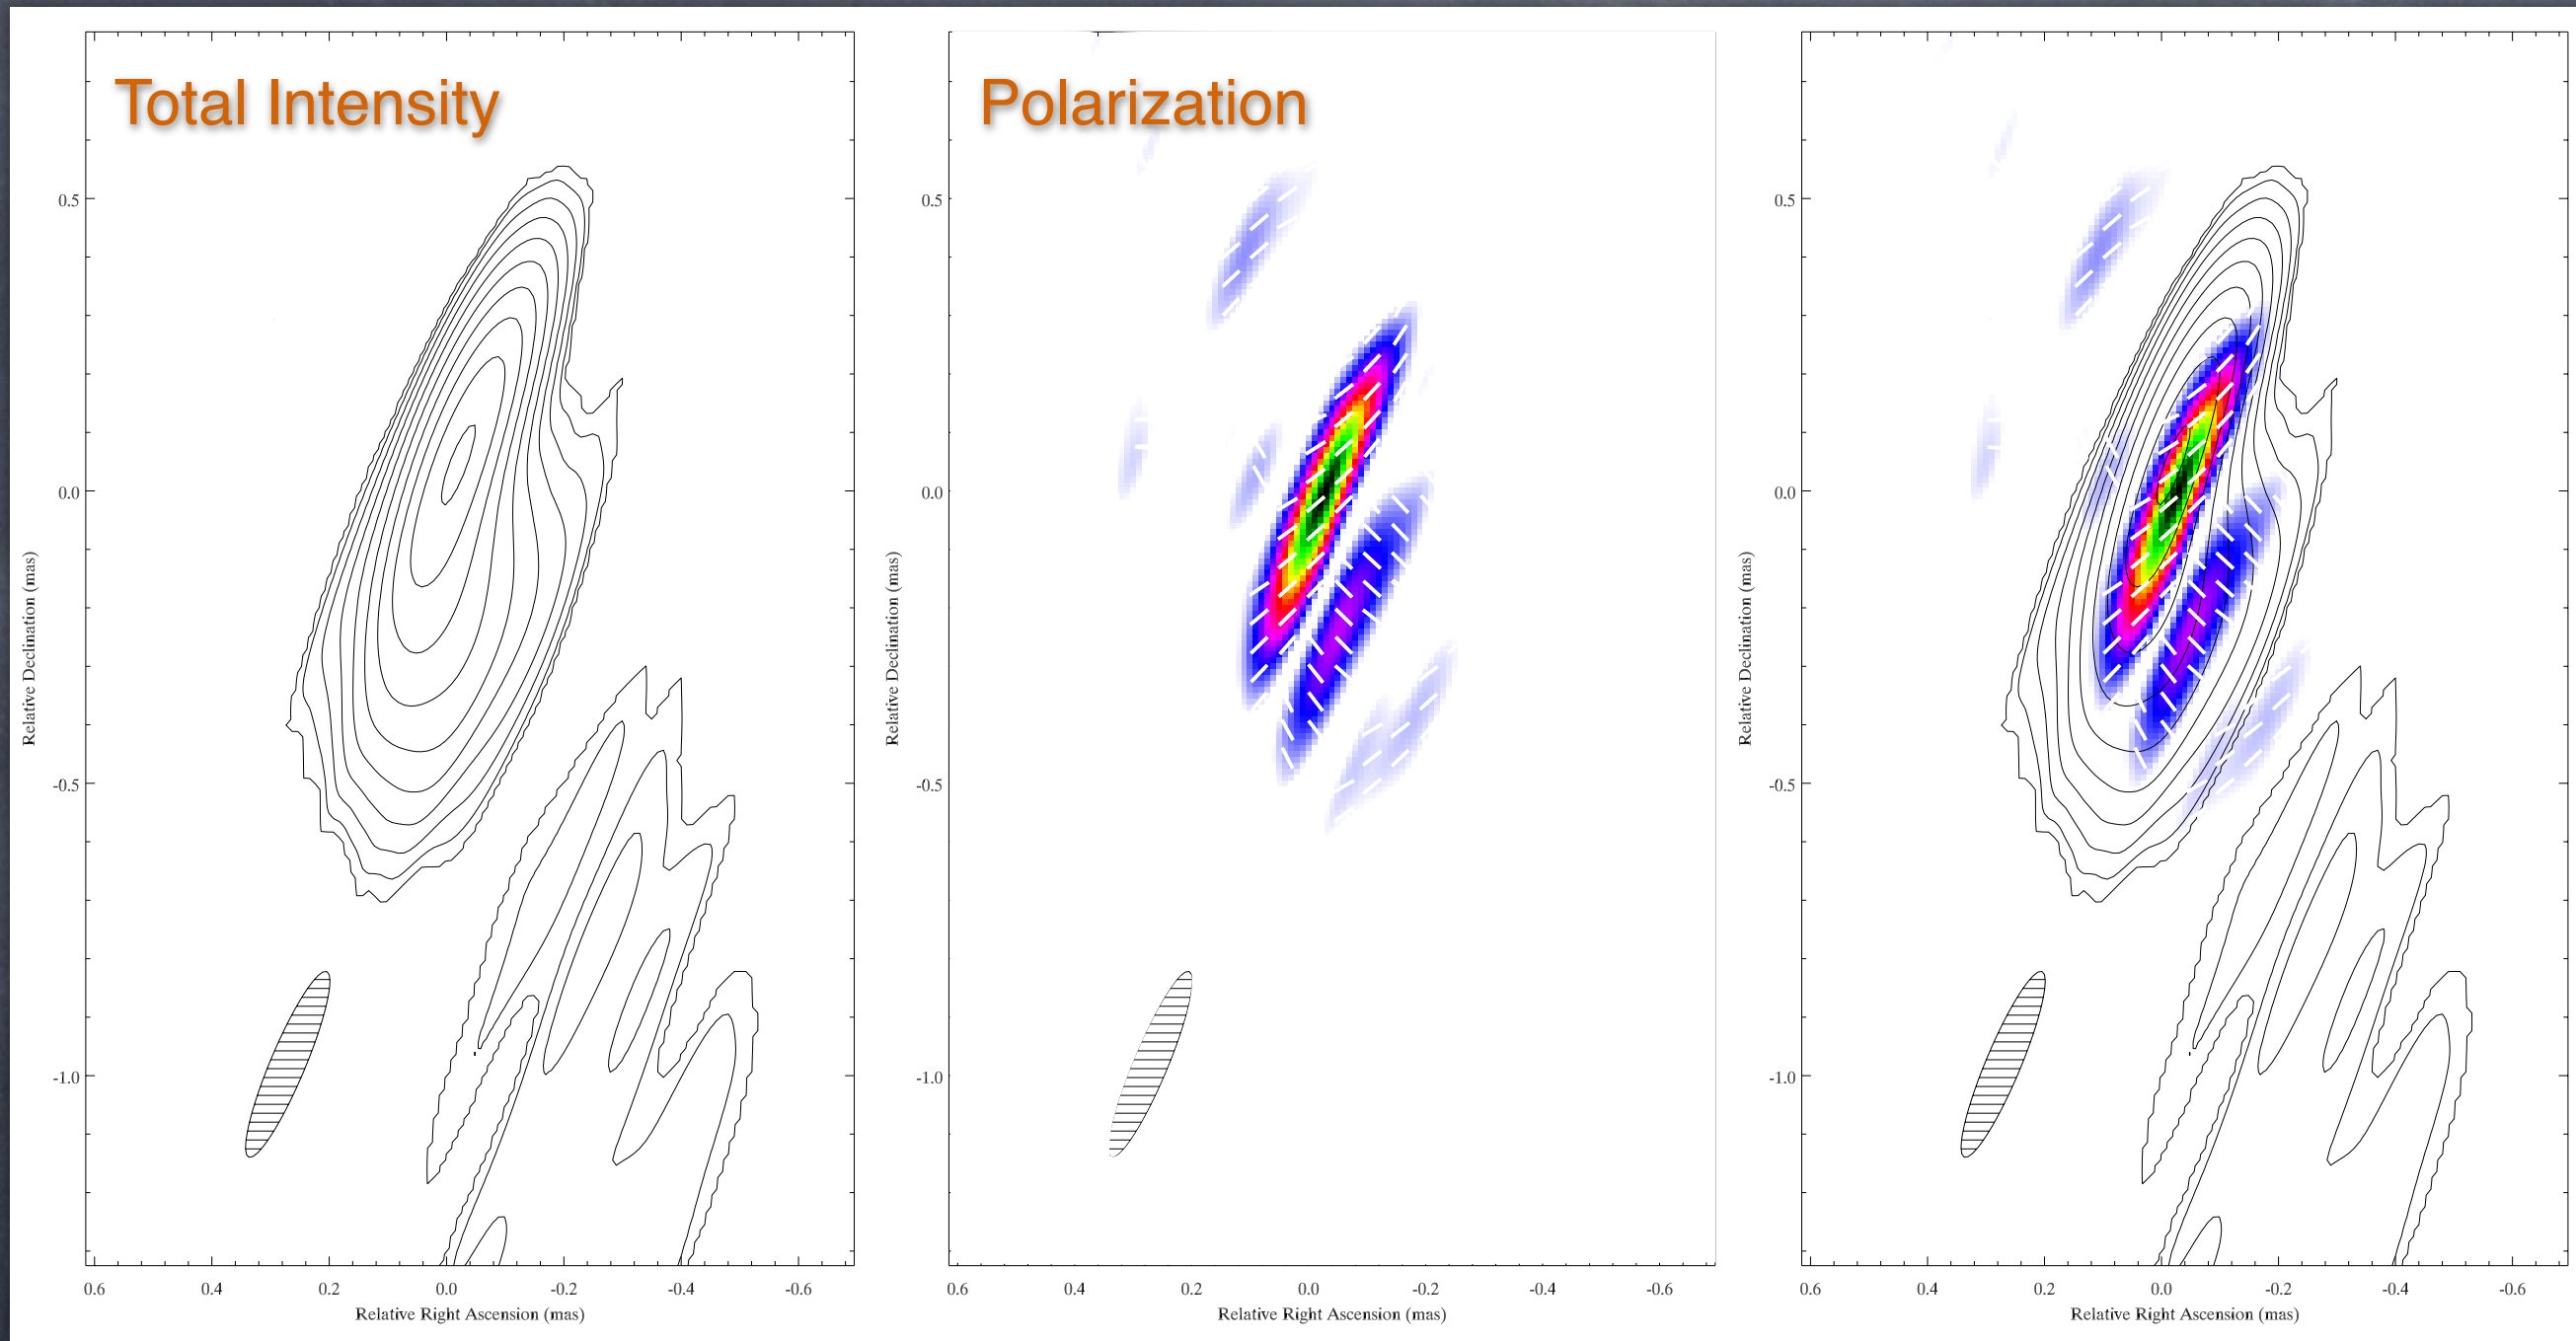 Total Intensity
0.5
0.0
-0.5
-1.0
Relative Declination (mas)
0.6 0.4 0.2 0.0 -0.2 -0.4 -0.6
Relative Right Ascension (mas)
Polarization
0.5
0.0
-0.5
-1.0
Relative Declination (mas)
0.6 0.4 0.2 0.0 -0.2 -0.4 -0.6
Relative Right Ascension (mas)
0.5
0.0
-0.5
-1.0
Relative Declination (mas)
0.6 0.4 0.2 0.0 -0.2 -0.4 -0.6
Relative Right Ascension (mas)